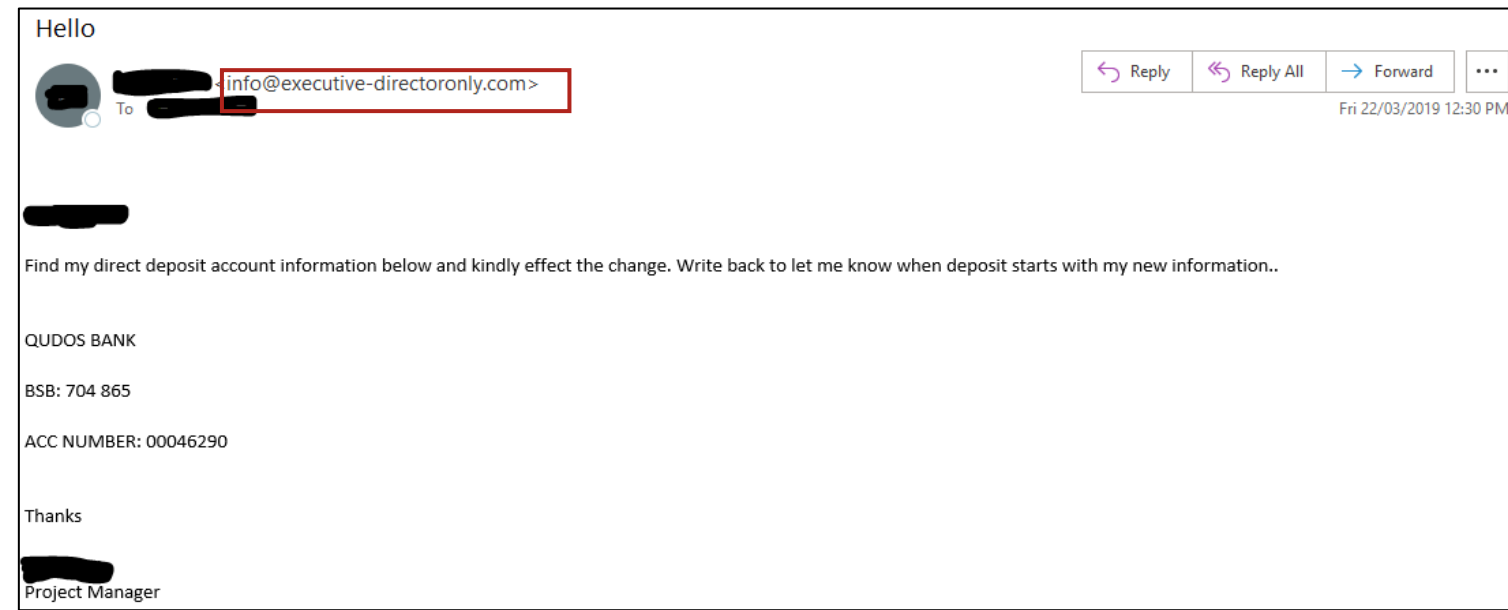 Hello
<info@executive-directoronly.com>
Reply
Reply All
Forward
To
Fri 22/03/2019 12:30 PM
Find my direct deposit account information below and kindly effect the change. Write back to let me know when deposit starts with my new information..
QUDOS BANK
BSB: 704 865
ACC NUMBER: 00046290
Thanks
Project Manager